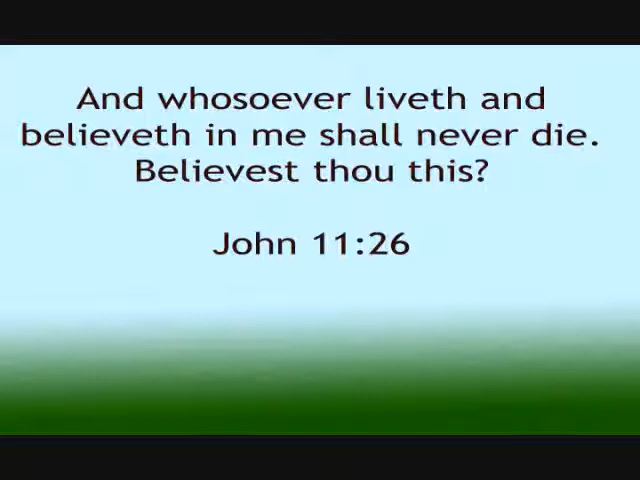 And whosoever liveth and
believeth in me shall never die.
Believest thou this?
John 11:26